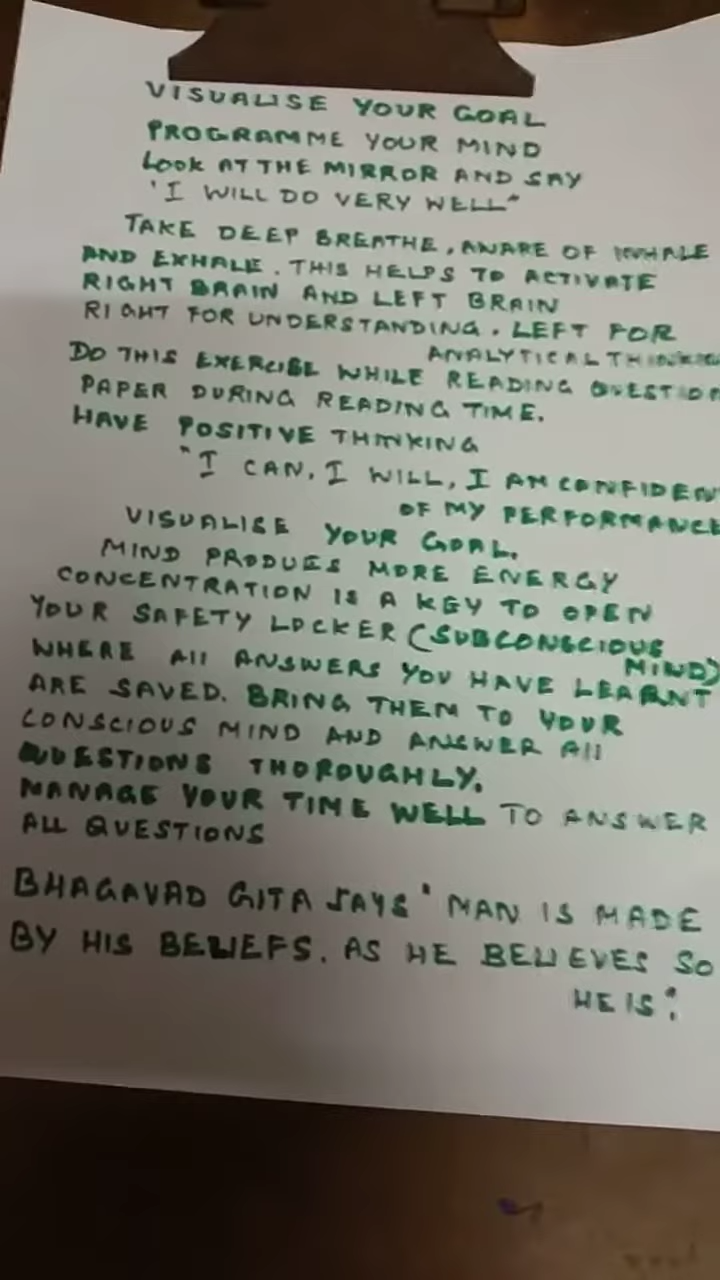 VISUALISE YOUR GOAL
PROGRAMME YOUR MIND
LOOK AT THE MIRROR AND SAY
'I WILL DO VERY WELL"
TAKE DEEP BREATHE, AWARE OF INHALE
AND EXHALE. THIS HELPS TO ACTIVATE
RIGHT BRAIN AND LEFT BRAIN
RIGHT FOR UNDERSTANDING. LEFT FOR
ANALYTICAL THINKING
DO THIS EXERCISE WHILE READING QUESTION
PAPER DURING READING TIME.
HAVE POSITIVE THINKING
"I CAN, I WILL, I AM CONFIDEN
OF MY PERFORMANCE
VISUALISE YOUR GOAL.
MIND PRODUES MORE ENERGY
CONCENTRATION IS A KEY TO OPEN
YOUR SAFETY LOCKER (SUBCONSCIOUS
MIND)
WHERE All ANSWERS YOU HAVE LEARNT
ARE SAVED. BRING THEM TO YOUR
CONSCIOUS MIND AND ANSWER All
QUESTIONS THOROUGHLY.
MANAGE YOUR TIME WELL TO ANSWER
ALL QUESTIONS
BHAGAVAD GITA SAYS ' MAN IS MADE
BY HIS BELIEFS. AS HE BELIEVES SO
HE IS'.